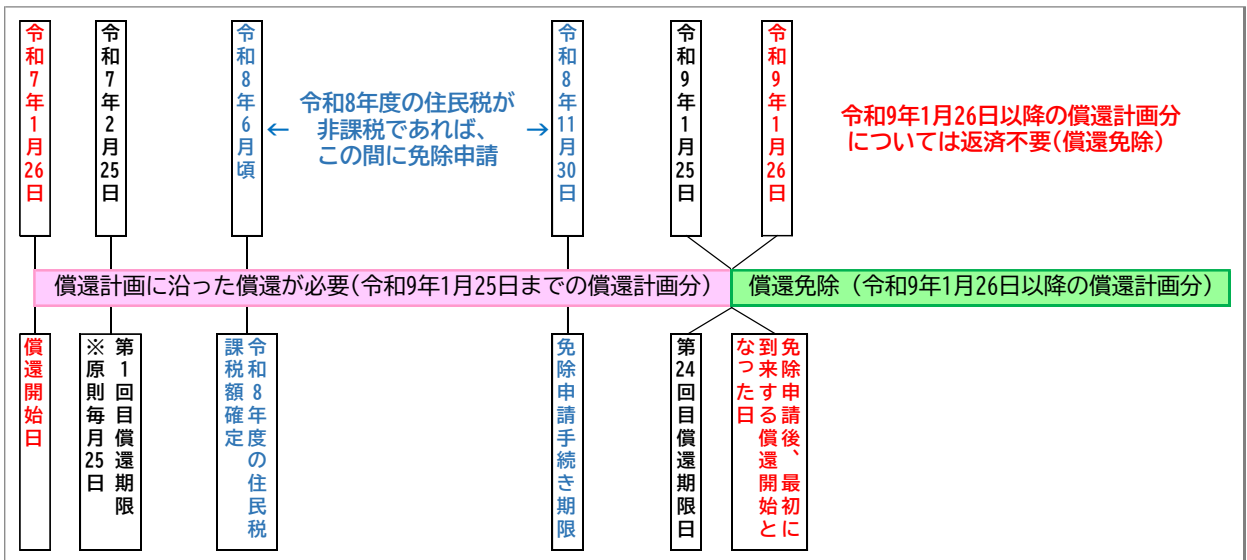 令和7年1月26日
令和7年2月25日
令和8年6月頃
← 令和8年度の住民税が
非課税であれば、
この間に免除申請 →
令和8年11月30日
令和9年1月25日
令和9年1月26日
令和9年1月26日以降の償還計画分
については返済不要(償還免除)
償還計画に沿った償還が必要(令和9年1月25日までの償還計画分)
償還免除（令和9年1月26日以降の償還計画分）
償還開始日
第1回目償還期限
※原則毎月25日
令和8年度の住民税
課税額確定
免除申請手続き期限
第24回目償還期限日
免除申請後、最初に
到来する償還開始と
なった日